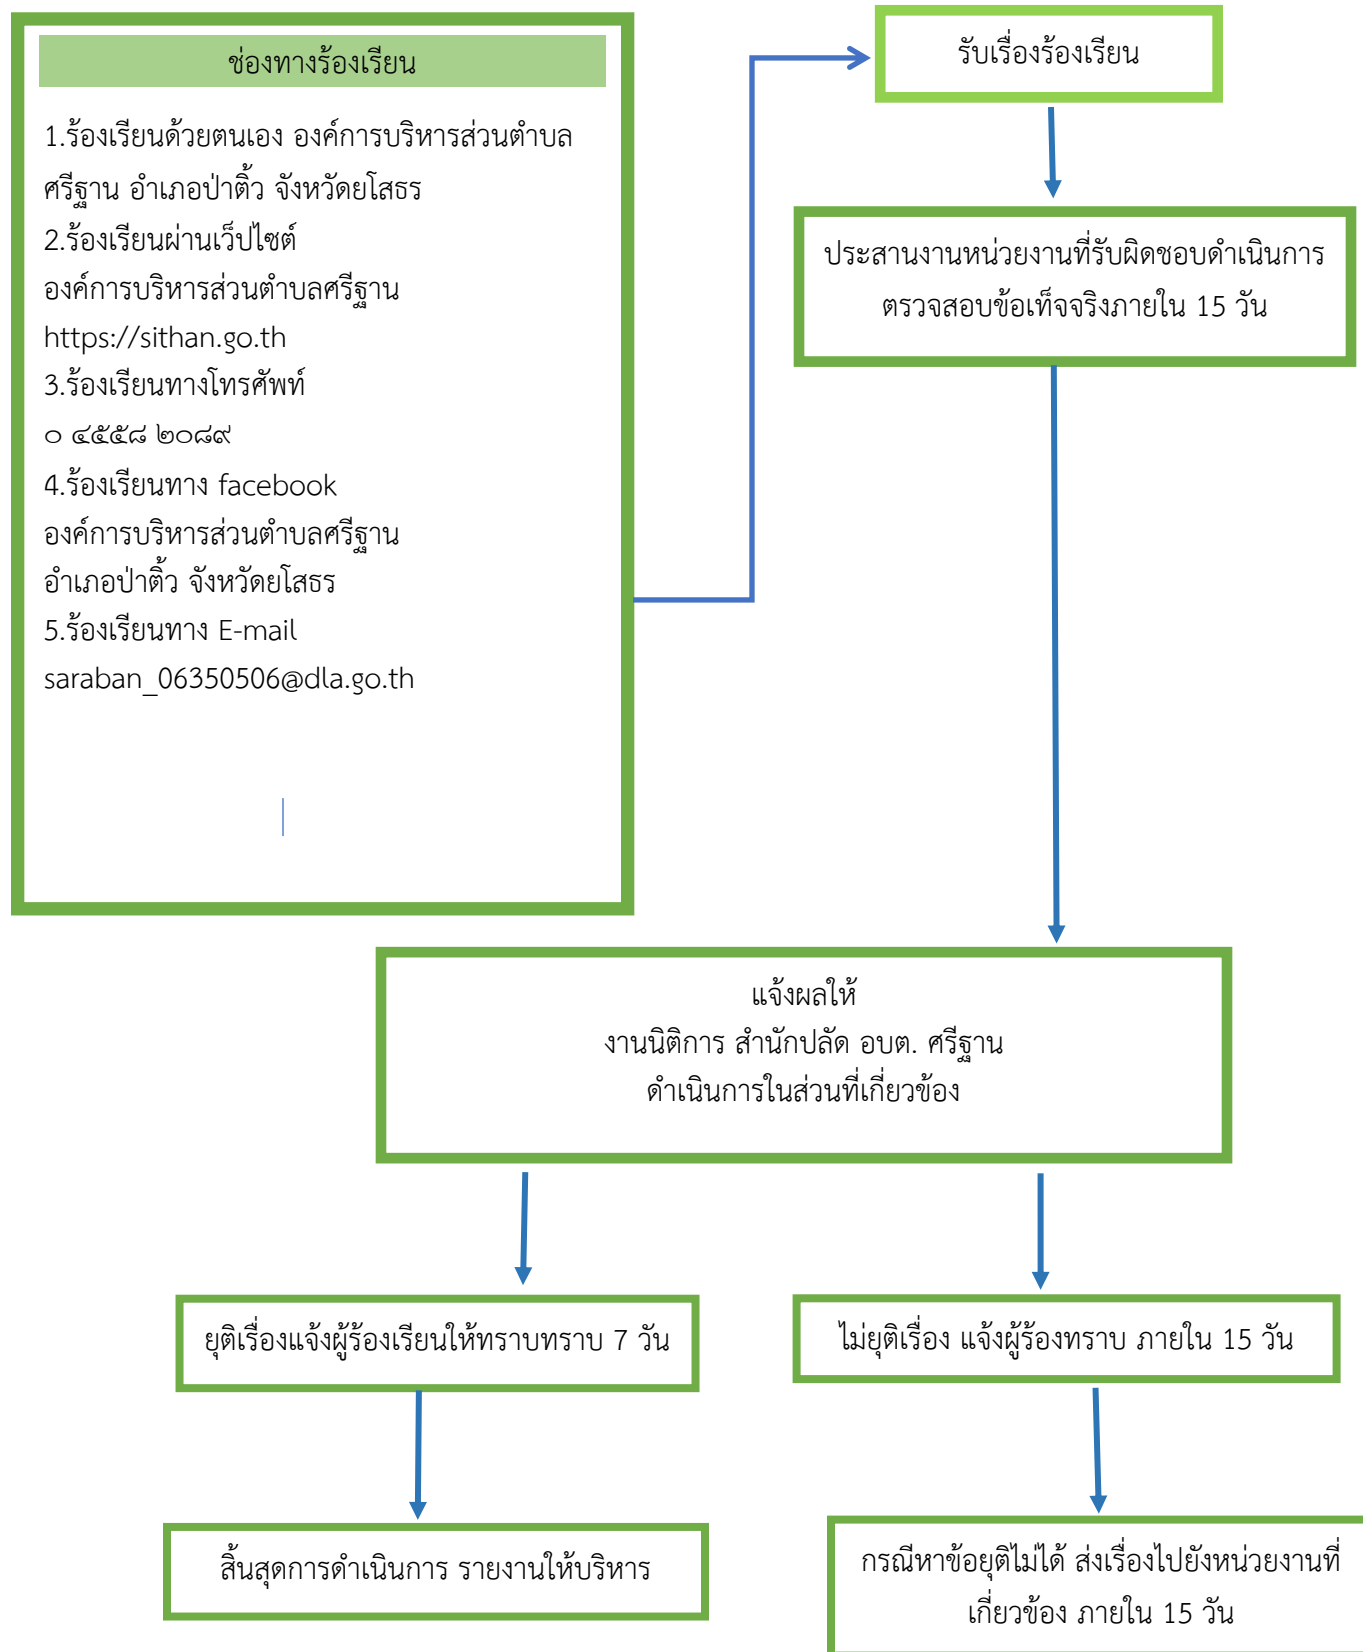 ช่องทางร้องเรียน
1.ร้องเรียนด้วยตนเอง องค์การบริหารส่วนตำบล
ศรีฐาน อำเภอป่าติ้ว จังหวัดยโสธร
2.ร้องเรียนผ่านเว็ปไซต์
องค์การบริหารส่วนตำบลศรีฐาน
https://sithan.go.th
3.ร้องเรียนทางโทรศัพท์
๐ ๔๕๕๘ ๒๐๘๙
4.ร้องเรียนทาง facebook
องค์การบริหารส่วนตำบลศรีฐาน
อำเภอป่าติ้ว จังหวัดยโสธร
5.ร้องเรียนทาง E-mail
saraban_06350506@dla.go.th
รับเรื่องร้องเรียน
ประสานงานหน่วยงานที่รับผิดชอบดำเนินการ
ตรวจสอบข้อเท็จจริงภายใน 15 วัน
แจ้งผลให้
งานนิติการ สำนักปลัด อบต. ศรีฐาน
ดำเนินการในส่วนที่เกี่ยวข้อง
ยุติเรื่องแจ้งผู้ร้องเรียนให้ทราบทราบ 7 วัน
ไม่ยุติเรื่อง แจ้งผู้ร้องทราบ ภายใน 15 วัน
สิ้นสุดการดำเนินการ รายงานให้บริหาร
กรณีหาข้อยุติไม่ได้ ส่งเรื่องไปยังหน่วยงานที่
เกี่ยวข้อง ภายใน 15 วัน